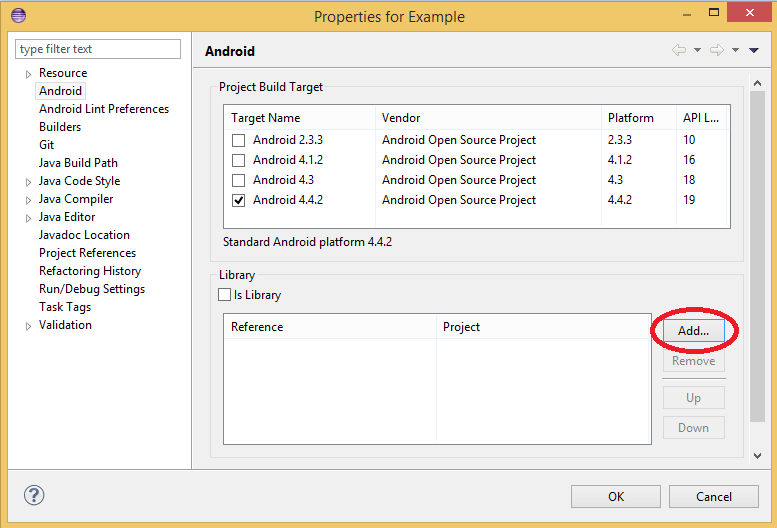 Properties for Example
type filter text
Resource
Android
Android Lint Preferences
Builders
Git
Java Build Path
Java Code Style
Java Compiler
Java Editor
Javadoc Location
Project References
Refactoring History
Run/Debug Settings
Task Tags
Validation
Android
Project Build Target
Target Name Vendor Platform API L...
Android 2.3.3 Android Open Source Project 2.3.3 10
Android 4.1.2 Android Open Source Project 4.1.2 16
Android 4.3 Android Open Source Project 4.3 18
Android 4.4.2 Android Open Source Project 4.4.2 19
Standard Android platform 4.4.2
Library
Is Library
Reference Project
Add...
Remove
Up
Down
?
OK Cancel